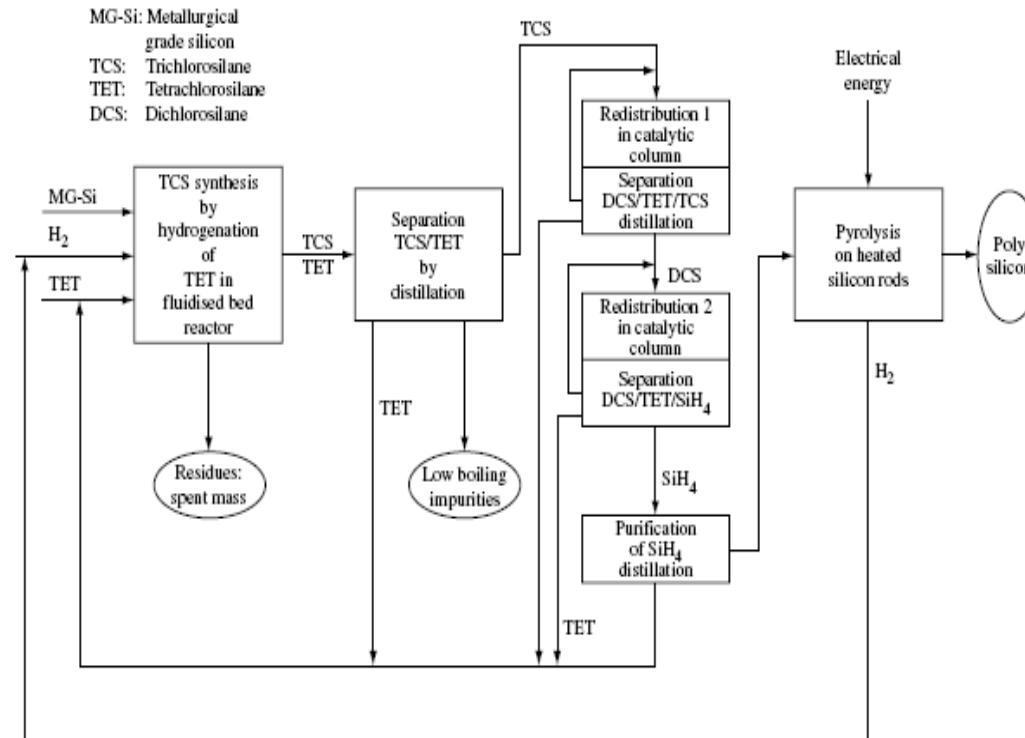 MG-Si: Metallurgical
grade silicon
TCS: Trichlorosilane
TET: Tetrachlorosilane
DCS: Dichlorosilane
MG-Si
H2
TET
TCS synthesis
by
hydrogenation
of
TET in
fluidised bed
reactor
Residues:
spent mass
TCS
TET
Separation
TCS/TET
by
distillation
TET
Low boiling
impurities
TCS
Redistribution 1
in catalytic
column
Separation
DCS/TET/TCS
distillation
DCS
Redistribution 2
in catalytic
column
Separation
DCS/TET/SiH4
SiH4
Purification
of SiH4
distillation
TET
Electrical
energy
Pyrolysis
on heated
silicon rods
H2
Poly
silicon